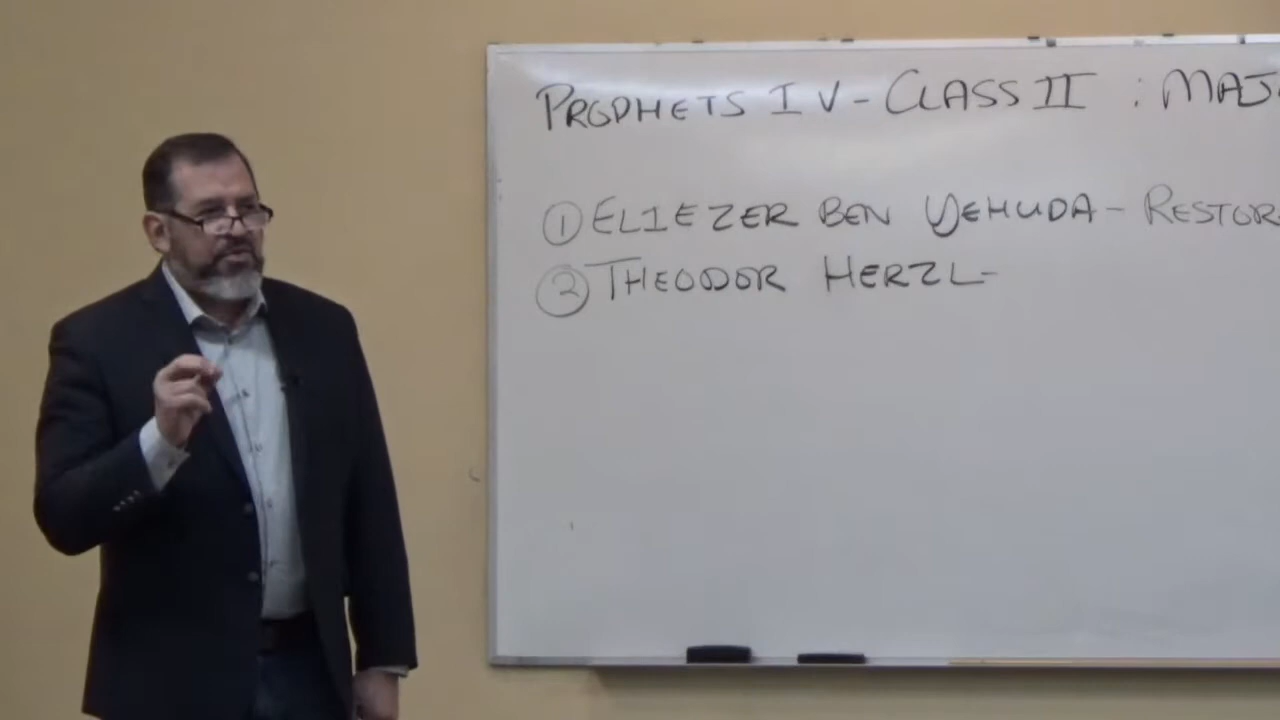 PROPHETS IV - CLASS II : MAJ
① ELIEZER BEN YEHUDA - RESTOR
② THEODOR HERZL -